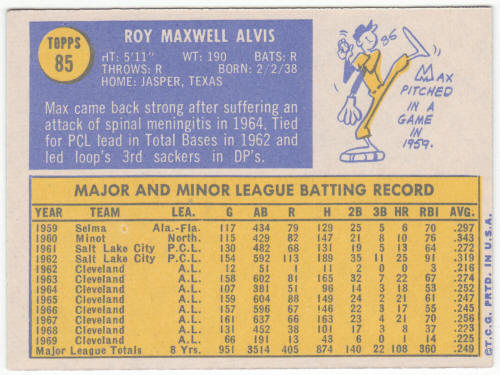 TOPPS
85
ROY MAXWELL ALVIS
HT: 5'11" WT: 190 BATS: R
THROWS: R BORN: 2/2/38
HOME: JASPER, TEXAS
Max came back strong after suffering an
attack of spinal meningitis in 1964. Tied
for PCL lead in Total Bases in 1962 and
led loop's 3rd sackers in DP's.
86
MAX
PITCHED
IN A
GAME
IN
1959.
MAJOR AND MINOR LEAGUE BATTING RECORD
YEAR TEAM LEA. G AB R H 2B 3B HR RBI AVG.
1959 Selma Ala.-Fla. 117 434 79 129 25 5 6 70 .297
1960 Minot North. 115 429 82 147 21 8 10 76 .343
1961 Salt Lake City P.C.L. 130 482 68 131 19 5 13 64 .272
1962 Salt Lake City P.C.L. 154 592 113 189 35 11 25 91 .319
1962 Cleveland A.L. 12 51 1 11 2 0 0 3 .216
1963 Cleveland A.L. 158 602 81 165 32 7 22 67 .274
1964 Cleveland A.L. 107 381 51 96 14 3 18 53 .252
1965 Cleveland A.L. 159 604 88 149 24 2 21 61 .247
1966 Cleveland A.L. 157 596 67 146 22 3 17 55 .245
1967 Cleveland A.L. 161 637 66 163 23 4 21 70 .256
1968 Cleveland A.L. 131 452 38 101 17 3 8 37 .223
1969 Cleveland A.L. 66 191 13 43 6 0 1 15 .225
Major League Totals 8 Yrs. 951 3514 405 874 140 22 108 360 .249
©T.C.G. PRTD. IN U.S.A.